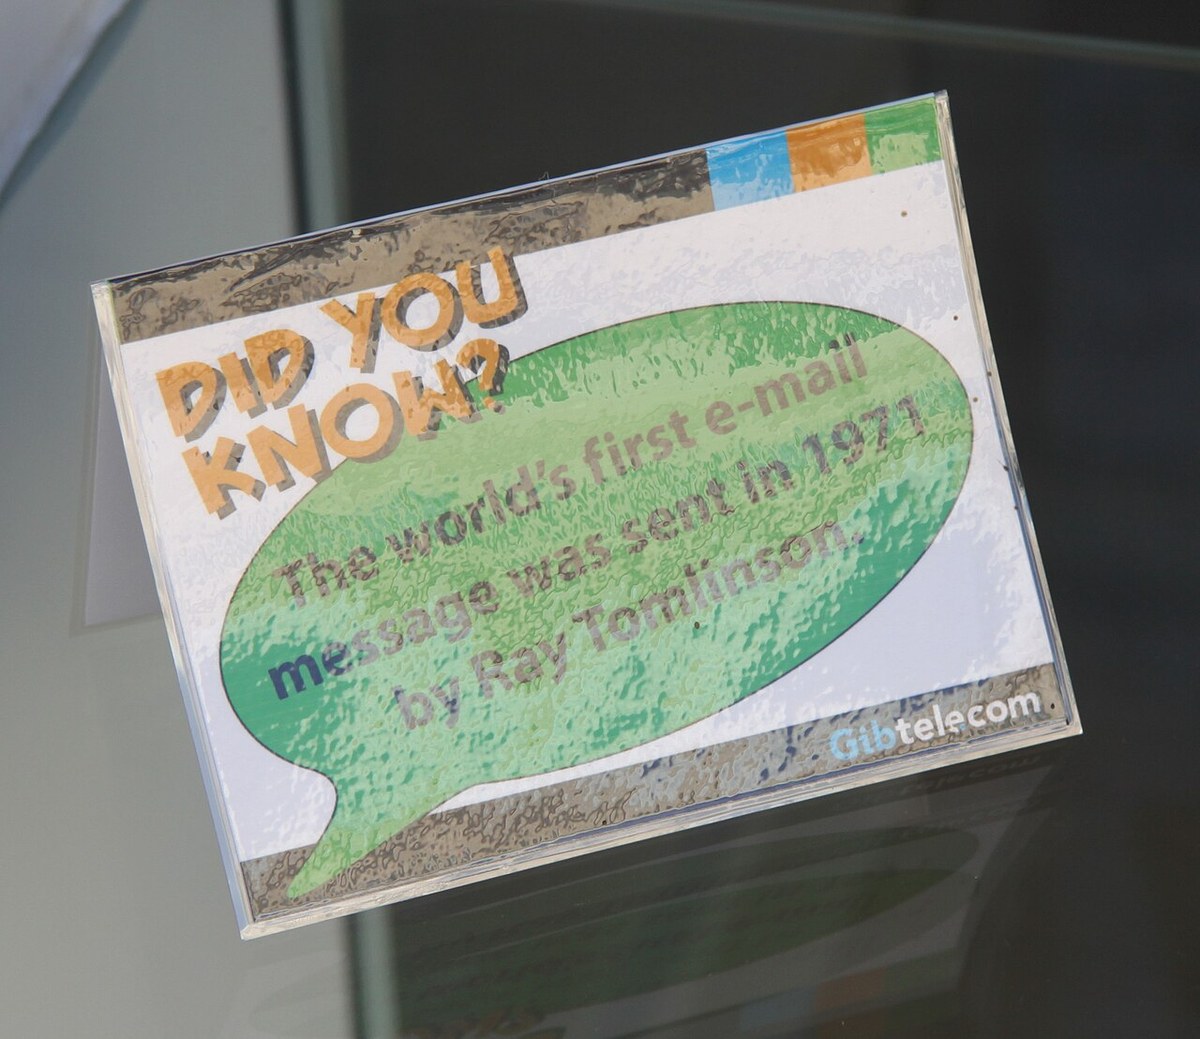 DID YOU
KNOW?
The world's first e-mail
message was sent in 1971
by Ray Tomlinson.
Gibtelecom